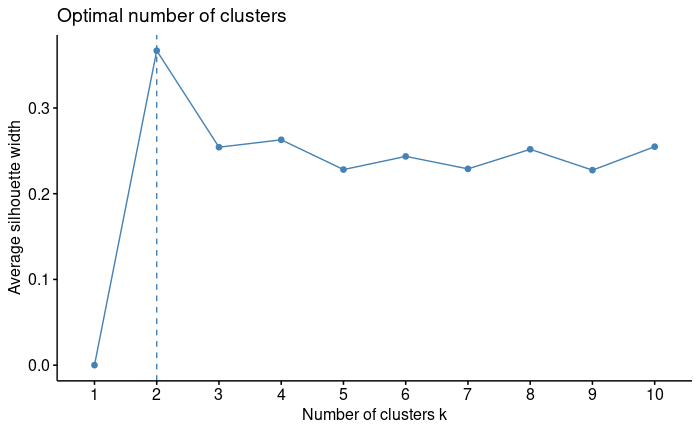 Optimal number of clusters
Average silhouette width
0.3
0.2
0.1
0.0
1 2 3 4 5 6 7 8 9 10
Number of clusters k